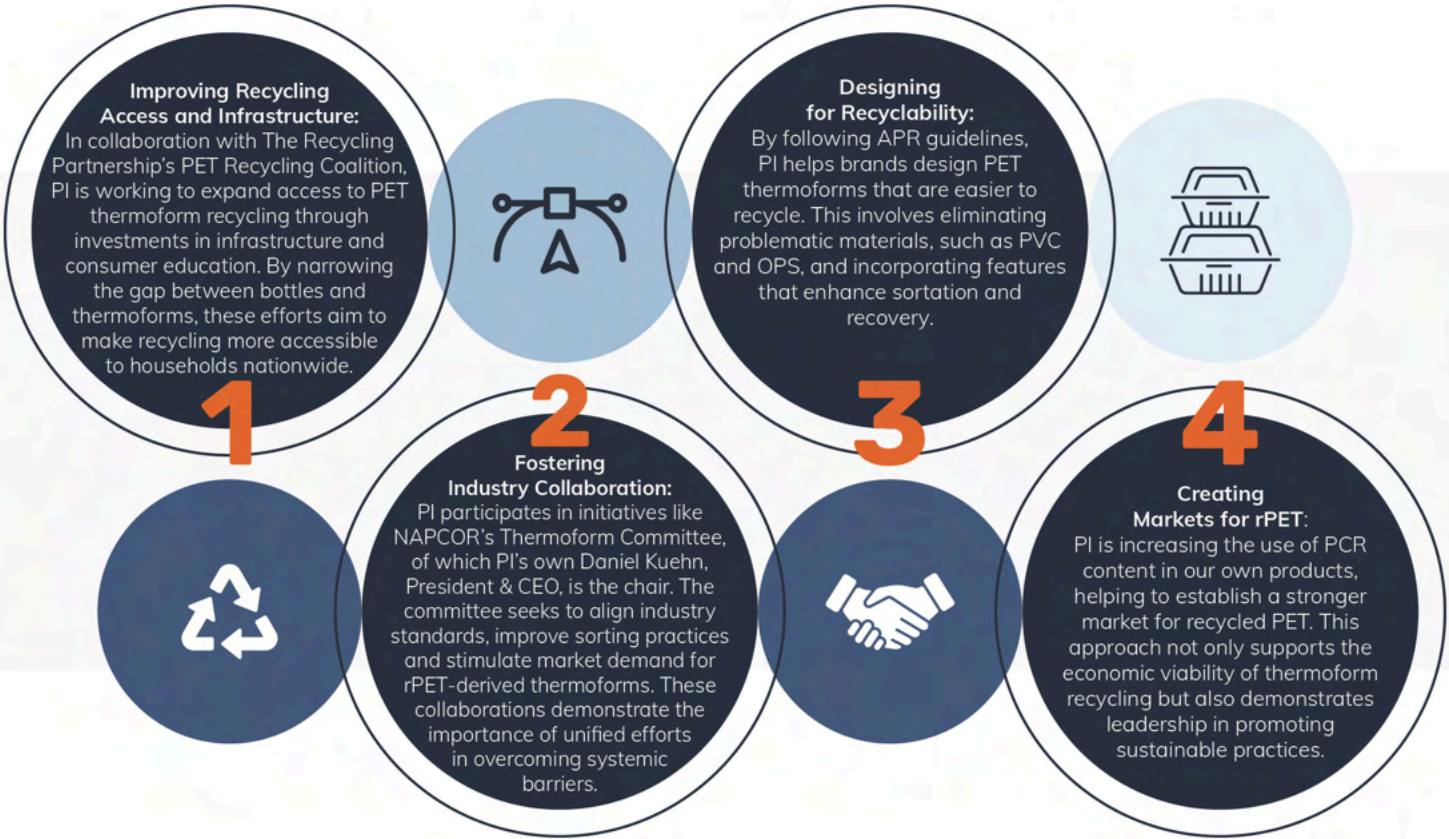 Improving Recycling
Access and Infrastructure:
In collaboration with The Recycling
Partnership's PET Recycling Coalition,
PI is working to expand access to PET
thermoform recycling through
investments in infrastructure and
consumer education. By narrowing
the gap between bottles and
thermoforms, these efforts aim to
make recycling more accessible
to households nationwide.
1
2
Fostering
Industry Collaboration:
PI participates in initiatives like
NAPCOR's Thermoform Committee,
of which PI's own Daniel Kuehn,
President & CEO, is the chair. The
committee seeks to align industry
standards, improve sorting practices
and stimulate market demand for
rPET-derived thermoforms. These
collaborations demonstrate the
importance of unified efforts
in overcoming systemic
barriers.
Designing
for Recyclability:
By following APR guidelines,
PI helps brands design PET
thermoforms that are easier to
recycle. This involves eliminating
problematic materials, such as PVC
and OPS, and incorporating features
that enhance sortation and
recovery.
3
4
Creating
Markets for rPET:
PI is increasing the use of PCR
content in our own products,
helping to establish a stronger
market for recycled PET. This
approach not only supports the
economic viability of thermoform
recycling but also demonstrates
leadership in promoting
sustainable practices.